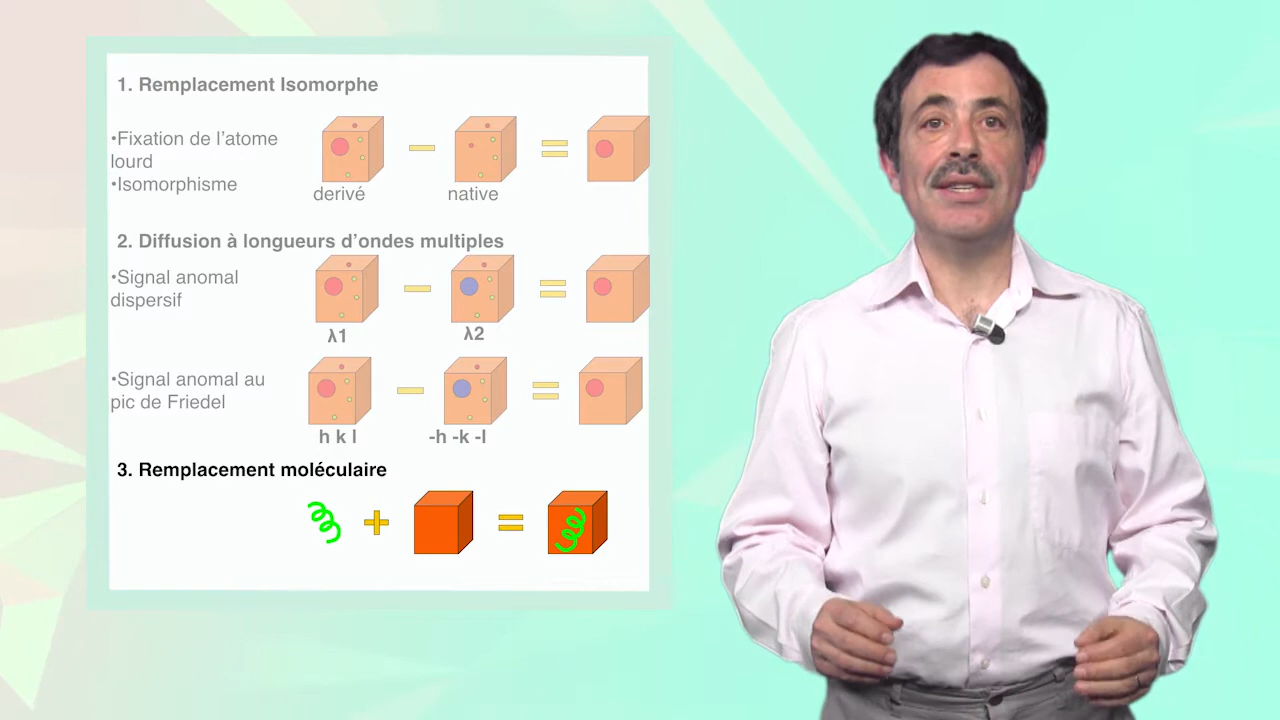 1. Remplacement Isomorphe
•Fixation de l’atome
lourd
•Isomorphisme
derivé
native
2. Diffusion à longueurs d’ondes multiples
•Signal anomal
dispersif
λ1
λ2
•Signal anomal au
pic de Friedel
h k l
-h -k -l
3. Remplacement moléculaire